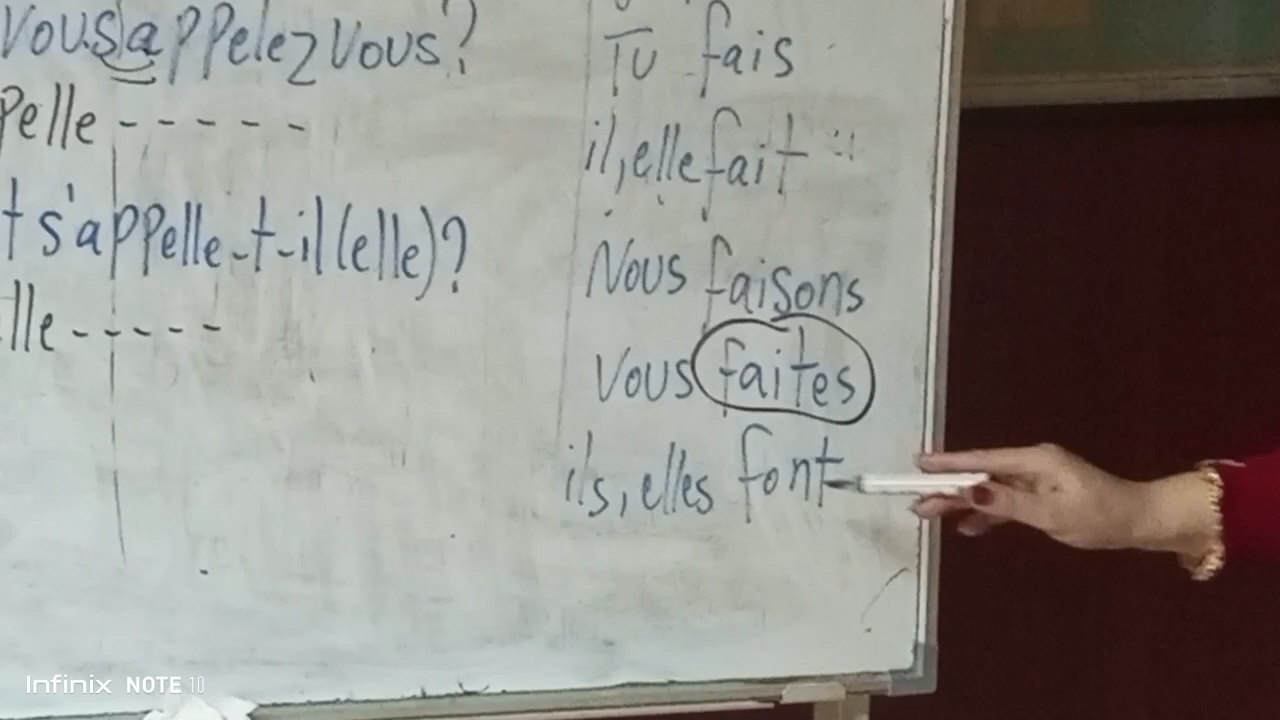 vous appelez vous?
pelle - - - - -
t s'appelle-t-il (elle)?
lle - - - - -
Tu fais
il, elle fait
Nous faisons
Vous faites
ils, elles font
Infinix NOTE 10